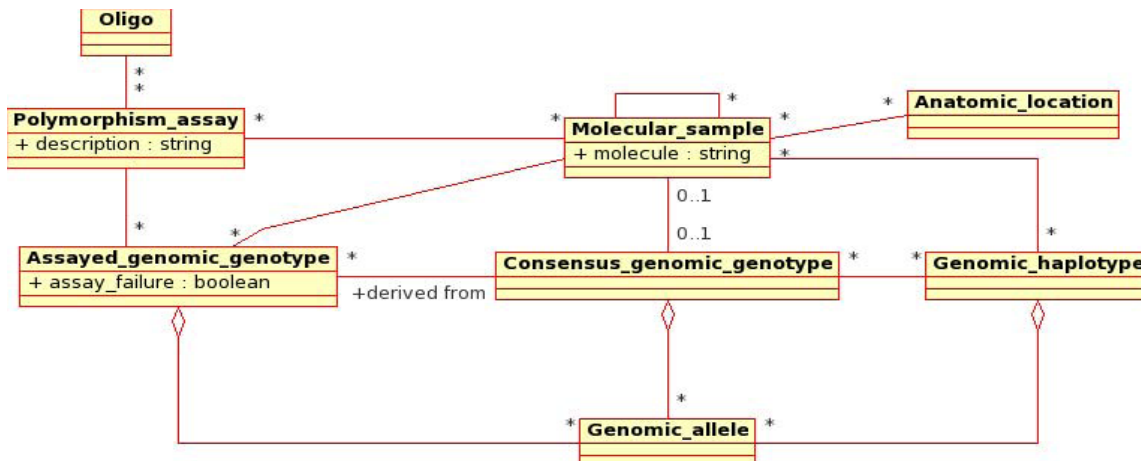 Oligo
*
*
Polymorphism_assay
+ description : string
*
*
Molecular_sample
+ molecule : string
*
*
*
*
Anatomic_location
0..1
0..1
*
*
*
Assayed_genomic_genotype
+ assay_failure : boolean
*
+derived from
Consensus_genomic_genotype
*
*
Genomic_haplotype
*
*
*
Genomic_allele